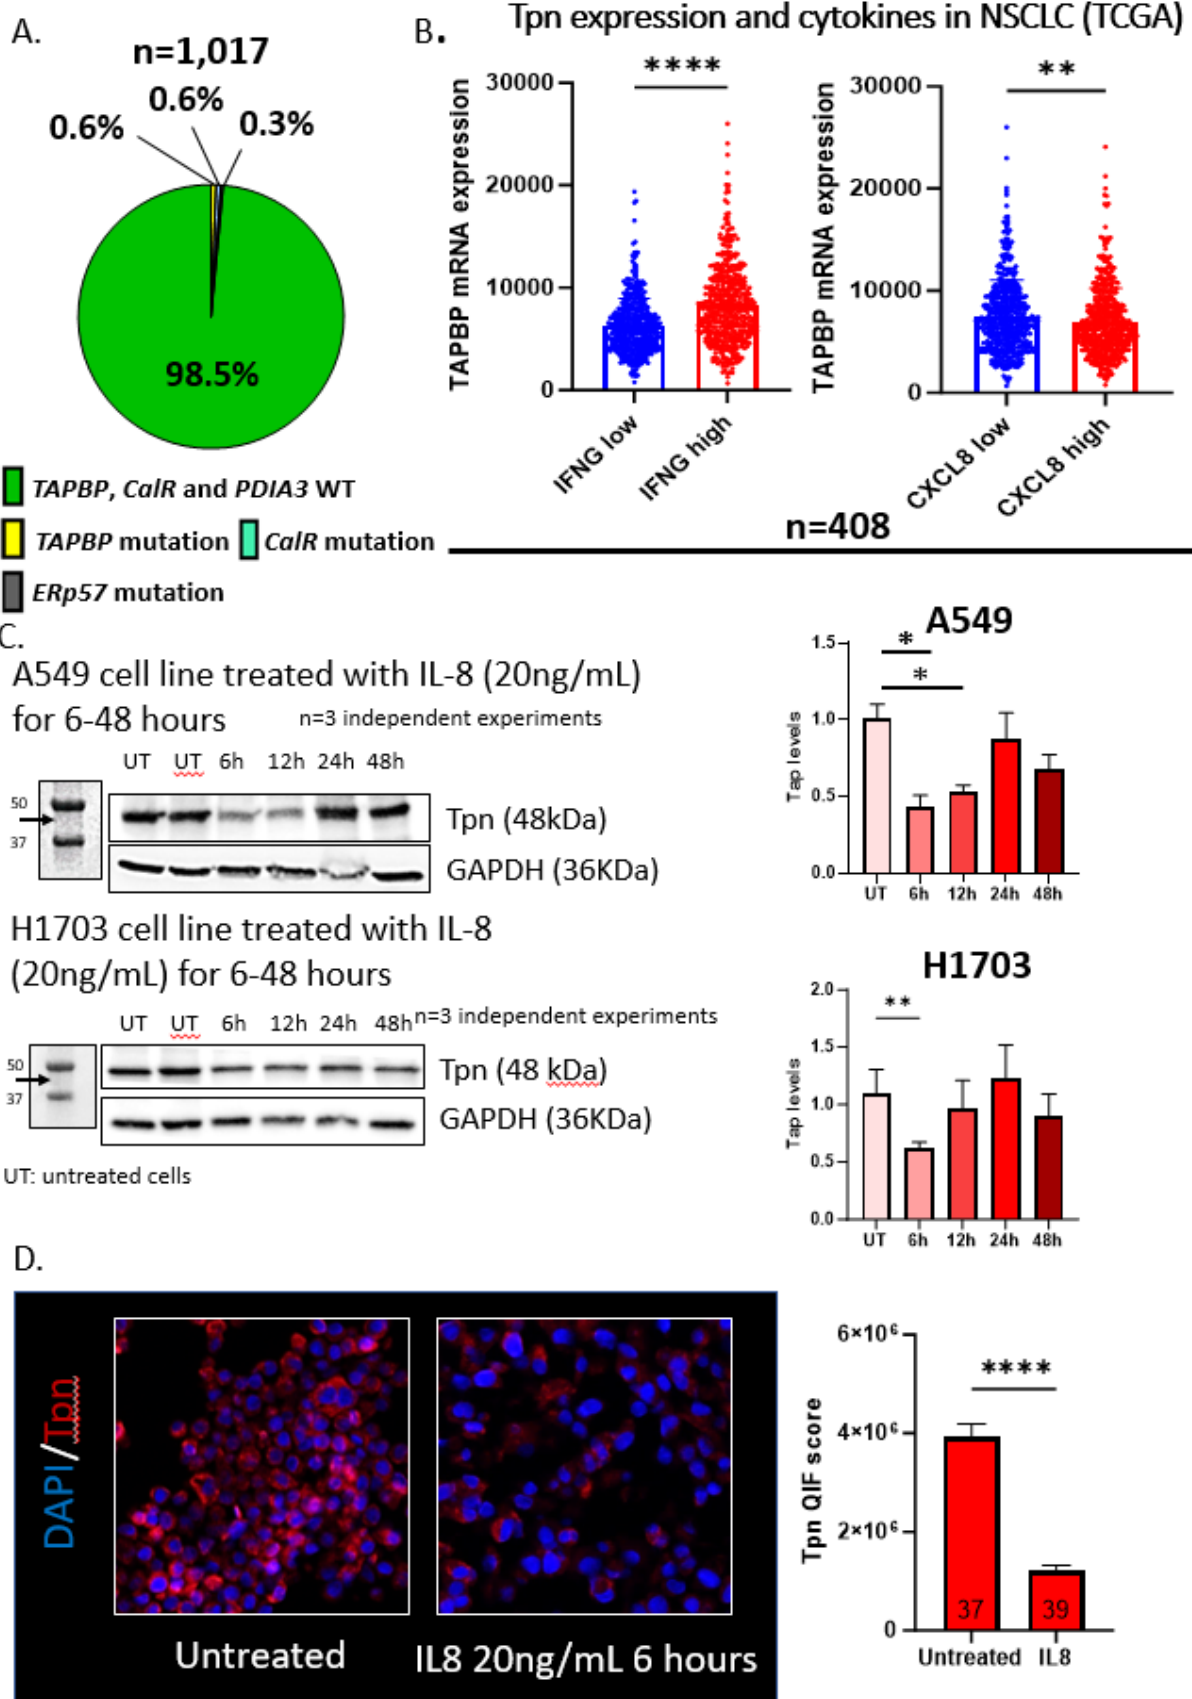 A.
n=1,017
0.6%
0.6%
0.3%
98.5%
TAPBP, CalR and PDIA3 WT
TAPBP mutation
CalR mutation
ERp57 mutation
B.
Tpn expression and cytokines in NSCLC (TCGA)
TAPBP mRNA expression
30000
20000
10000
0
****
IFNG low
IFNG high
TAPBP mRNA expression
30000
20000
10000
0
**
CXCL8 low
CXCL8 high
n=408
C.
A549 cell line treated with IL-8 (20ng/mL)
for 6-48 hours
n=3 independent experiments
UT UT 6h 12h 24h 48h
50
37
Tpn (48kDa)
GAPDH (36KDa)
A549
Tap levels
1.5
1.0
0.5
0.0
*
*
UT 6h 12h 24h 48h
H1703 cell line treated with IL-8
(20ng/mL) for 6-48 hours
n=3 independent experiments
UT UT 6h 12h 24h 48h
50
37
Tpn (48 kDa)
GAPDH (36KDa)
UT: untreated cells
H1703
Tap levels
2.0
1.5
1.0
0.5
0.0
**
UT 6h 12h 24h 48h
D.
DAPI/Tpn
Untreated
IL8 20ng/mL 6 hours
Tpn QIF score
6×10⁶
4×10⁶
2×10⁶
0
****
37
39
Untreated IL8